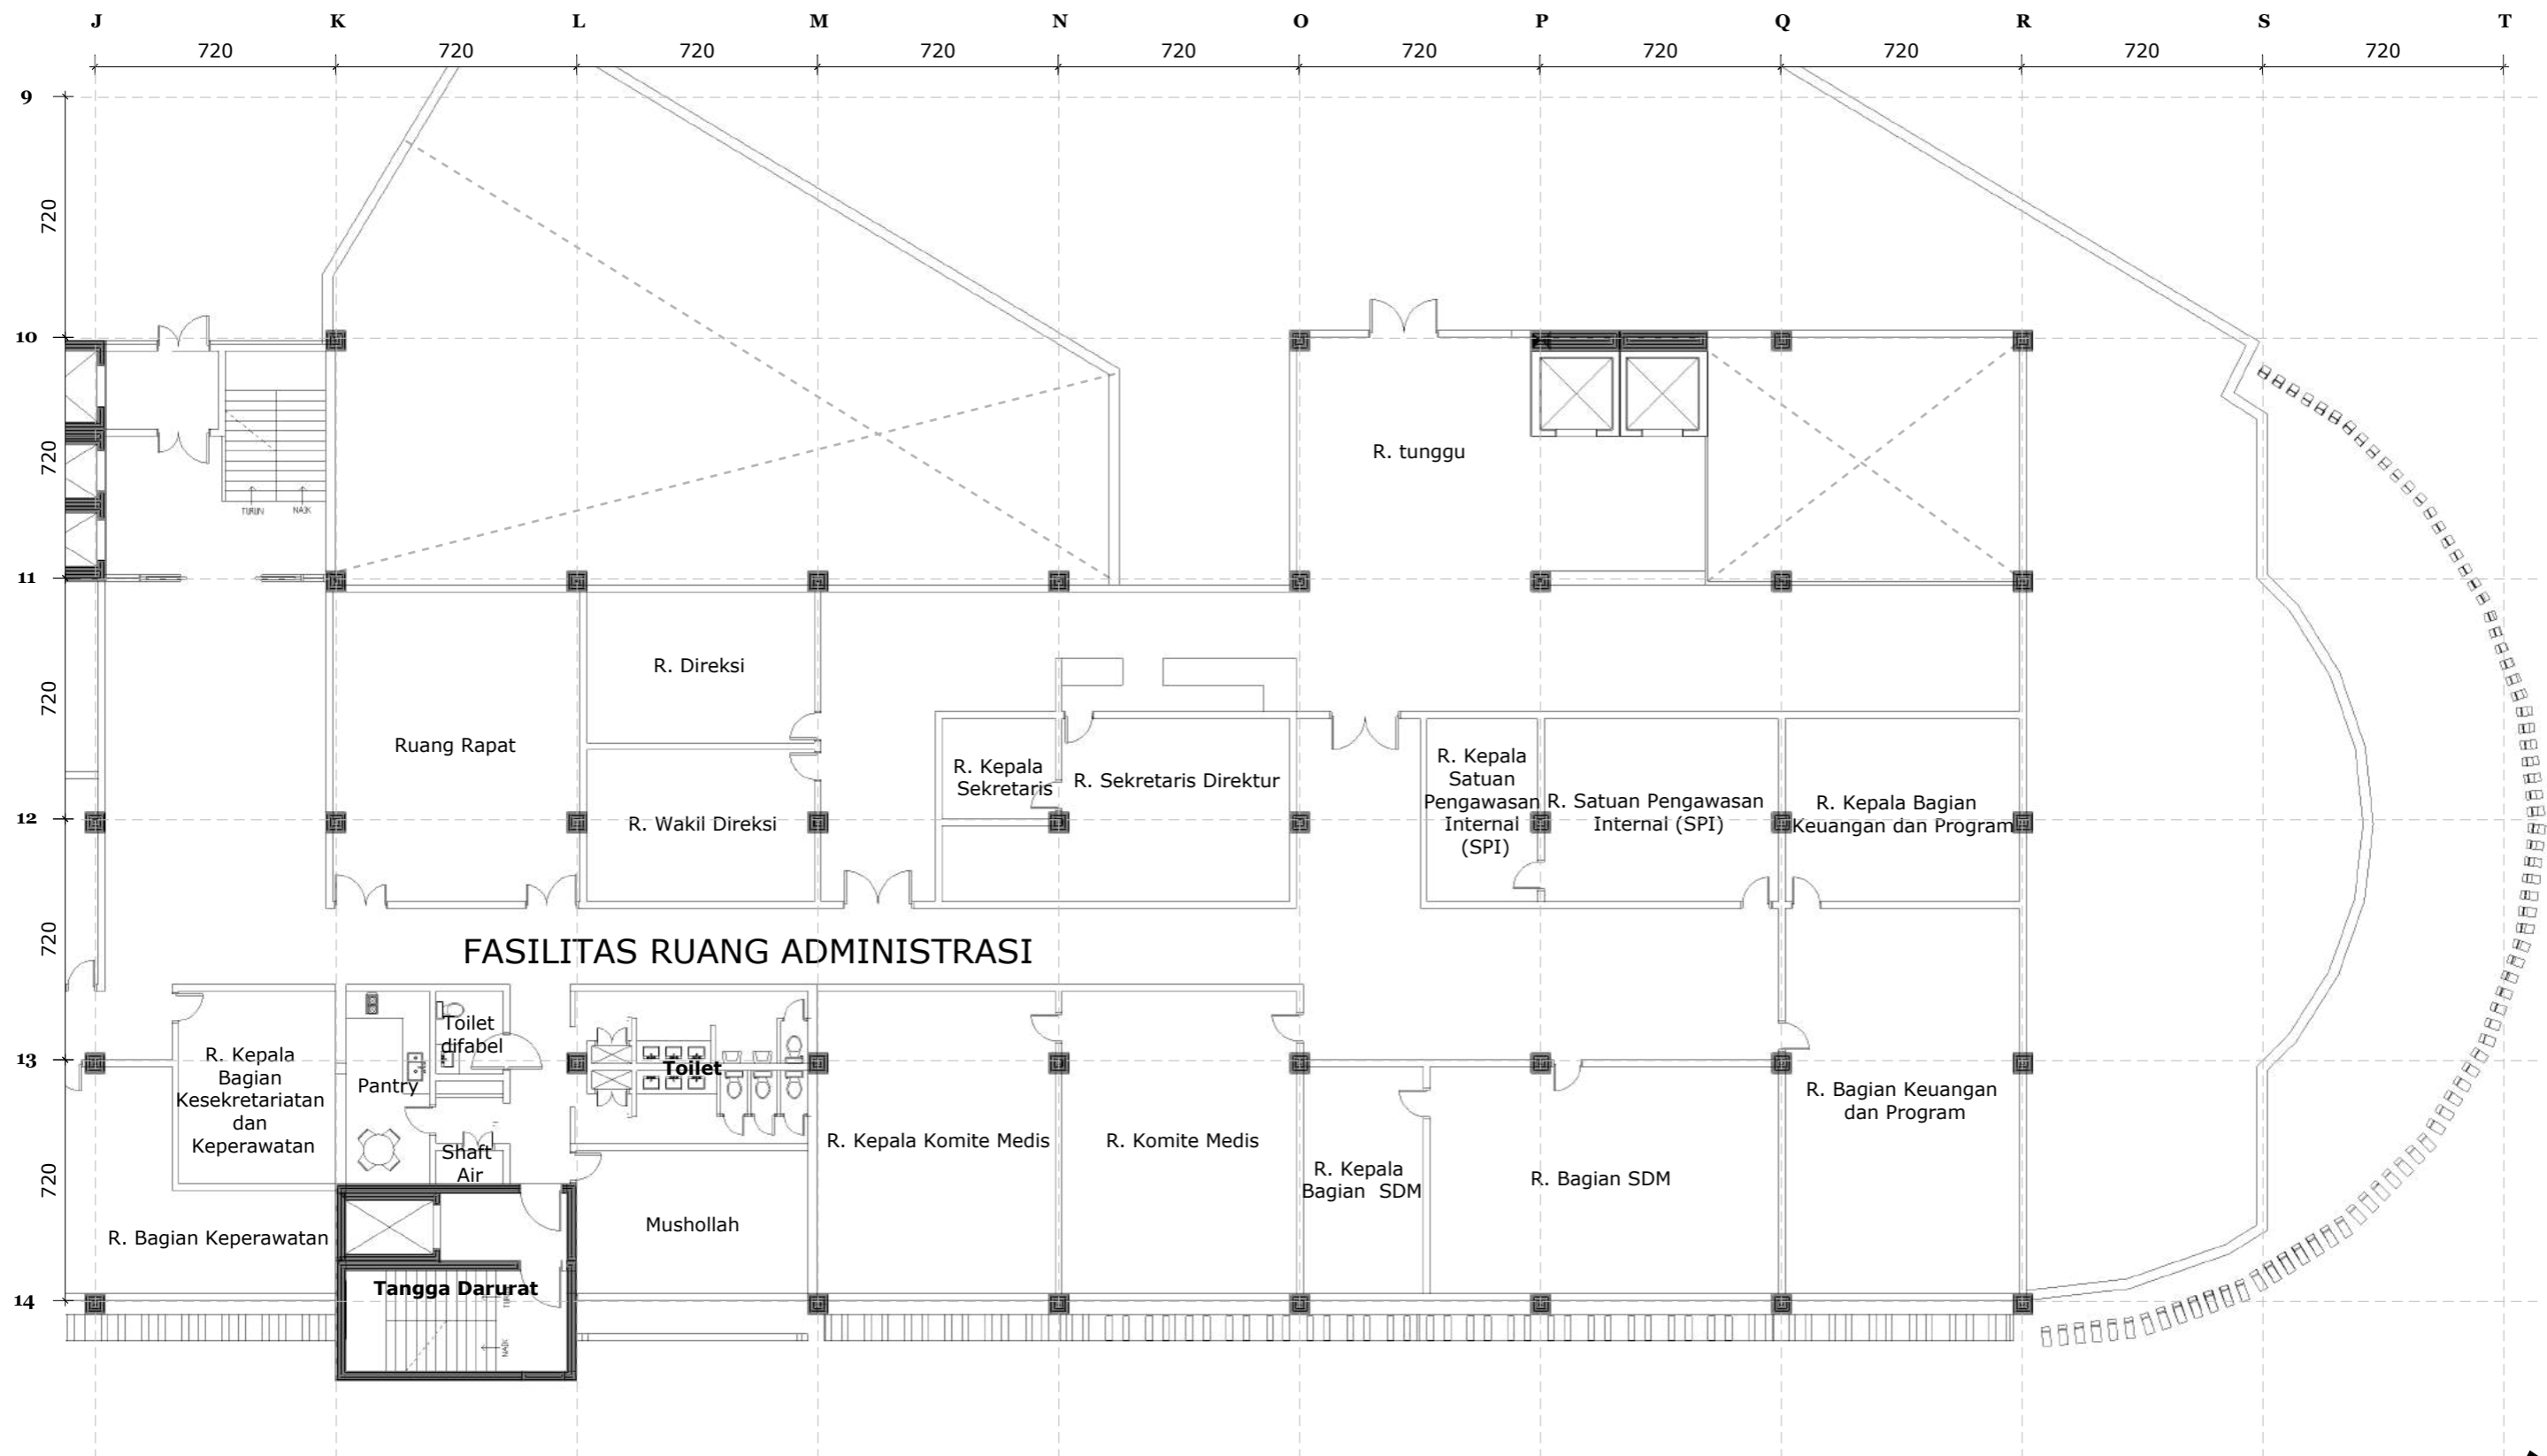 J K L M N O P Q R S T
720 720 720 720 720 720 720 720 720 720
9
720
10
720
TURUN NAIK
R. tunggu
11
720
R. Direksi
Ruang Rapat
R. Wakil Direksi
R. Kepala
Sekretaris
R. Sekretaris Direktur
R. Kepala
Satuan
Pengawasan
Internal
(SPI)
R. Satuan Pengawasan
Internal (SPI)
R. Kepala Bagian
Keuangan dan Program
12
720
FASILITAS RUANG ADMINISTRASI
Toilet
difabel
13
R. Kepala
Bagian
Kesekretariatan
dan
Keperawatan
Pantry
Toilet
Shaft
Air
R. Kepala Komite Medis
R. Komite Medis
R. Bagian Keuangan
dan Program
R. Kepala
Bagian SDM
R. Bagian SDM
720
Mushollah
R. Bagian Keperawatan
Tangga Darurat
14
NAIK